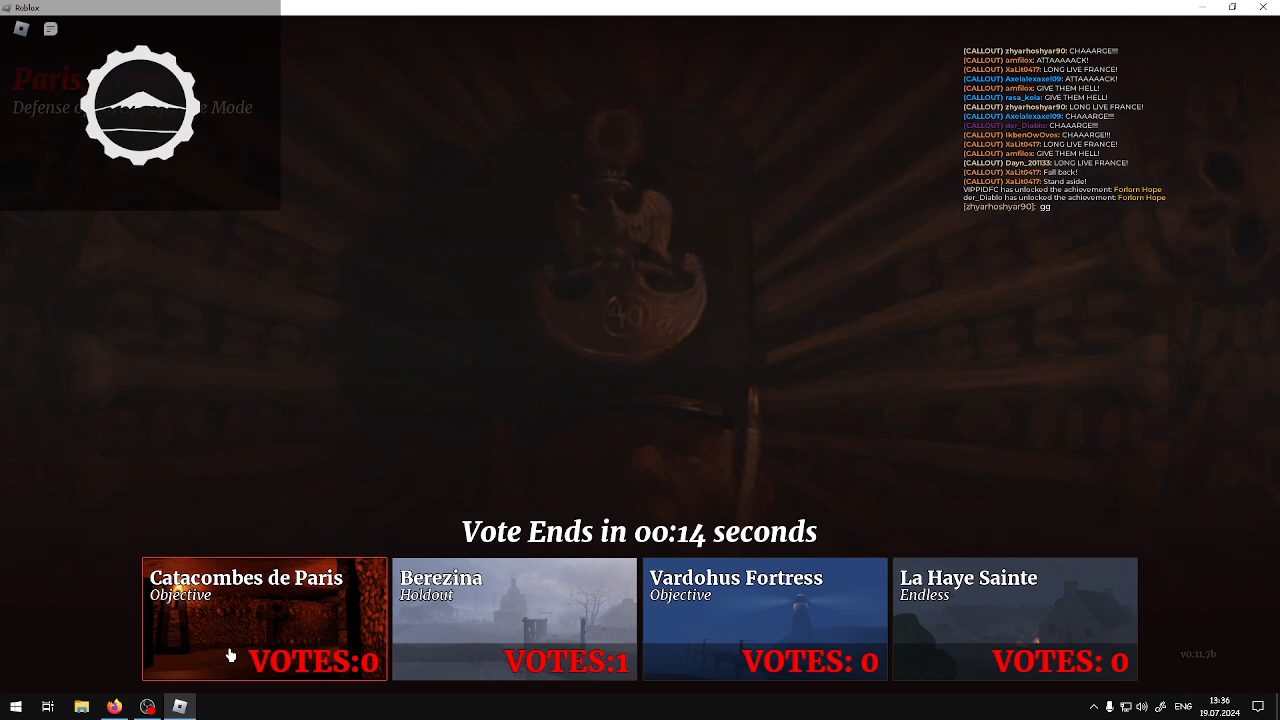 Roblox
Paris
Defense o e Mode
(CALLOUT) zhyarhoshyar90: CHAAARGE!!!
(CALLOUT) amfilox: ATTAAAAACK!
(CALLOUT) XaLit0417: LONG LIVE FRANCE!
(CALLOUT) Axelalexaxel09: ATTAAAAACK!
(CALLOUT) amfilox: GIVE THEM HELL!
(CALLOUT) rasa_kola: GIVE THEM HELL!
(CALLOUT) zhyarhoshyar90: LONG LIVE FRANCE!
(CALLOUT) Axelalexaxel09: CHAAARGE!!!
(CALLOUT) der_Diablo: CHAAARGE!!!
(CALLOUT) IkbenOwOvos: CHAAARGE!!!
(CALLOUT) XaLit0417: LONG LIVE FRANCE!
(CALLOUT) amfilox: GIVE THEM HELL!
(CALLOUT) Dayn_201133: LONG LIVE FRANCE!
(CALLOUT) XaLit0417: Fall back!
(CALLOUT) XaLit0417: Stand aside!
VIPPIDFC has unlocked the achievement: Forlorn Hope
der_Diablo has unlocked the achievement: Forlorn Hope
[zhyarhoshyar90]: gg
40
Vote Ends in 00:14 seconds
Catacombes de Paris
Objective
VOTES:0
Berezina
Holdout
VOTES:1
Vardohus Fortress
Objective
VOTES: 0
La Haye Sainte
Endless
VOTES: 0
v0.11.7b
ENG
13:36
19.07.2024